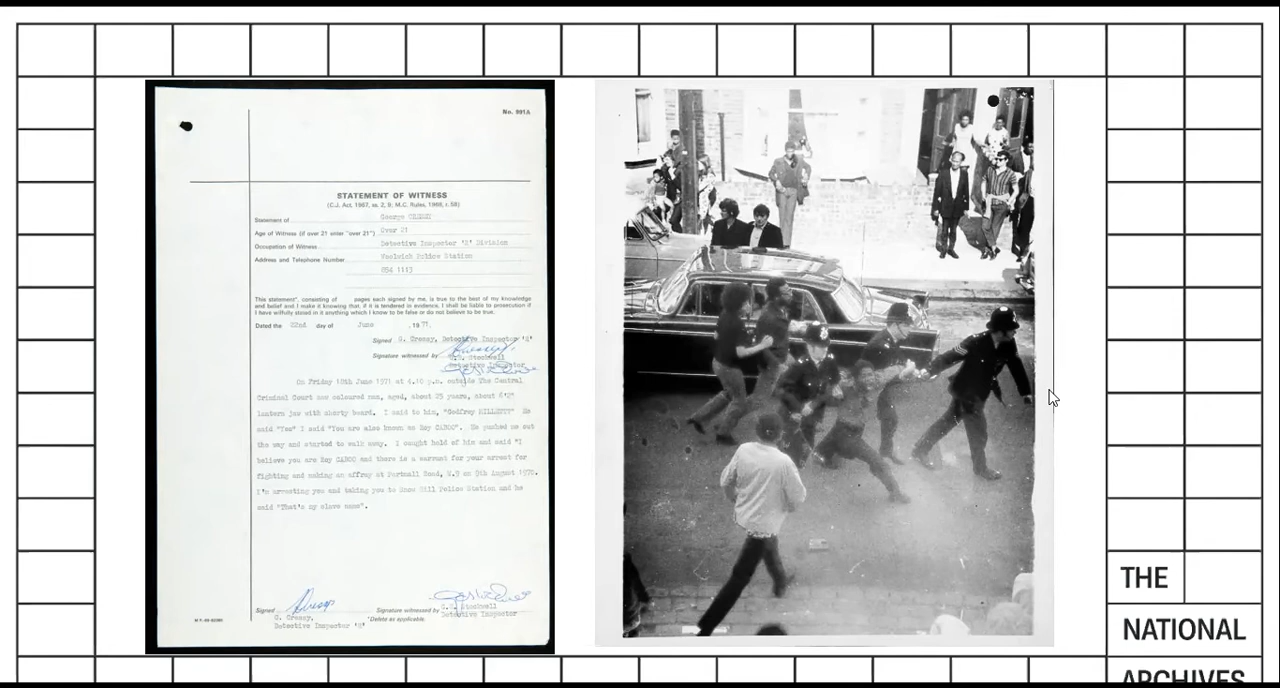 No. 991A
STATEMENT OF WITNESS
(C.J. Act, 1967, ss. 2, 9; M.C. Rules, 1968, r.58)
Statement of George
Age of Witness (if over 21 enter "over 21") Over 21
Occupation of Witness Detective Inspector 'R' Division
Address and Telephone Number Woolwich Police Station
854 1113
This statement*, consisting of pages each signed by me, is true to the best of my knowledge
and belief and I make it knowing that, if it is tendered in evidence, I shall be liable to prosecution if
I have wilfully stated in it anything which I know to be false or do not believe to be true.
Dated the 22nd day of June , 1971.
Signed G. Cressy, Detective Inspector 'R'
Signature witnessed by G.E. Stockwell
Detective Inspector
On Friday 18th June 1971 at 4.10 p.m. outside The Central
Criminal Court saw coloured man, aged, about 25 years, about 6'2"
lantern jaw with shorty beard. I said to him, "Godfrey MILLETT" He
said "Yes" I said "You are also known as Roy CABOO". He pushed me out
the way and started to walk away. I caught hold of him and said "I
believe you are Roy CABOO and there is a warrant for your arrest for
fighting and making an affray at Portnall Road, W.9 on 9th August 1970.
I'm arresting you and taking you to Snow Hill Police Station and he
said "That's my slave name".
Signed
Signature witnessed by
G. Cressy,
Detective Inspector 'R'
G.E. Stockwell
Detective Inspector
*Delete as applicable.
THE
NATIONAL
ARCHIVES